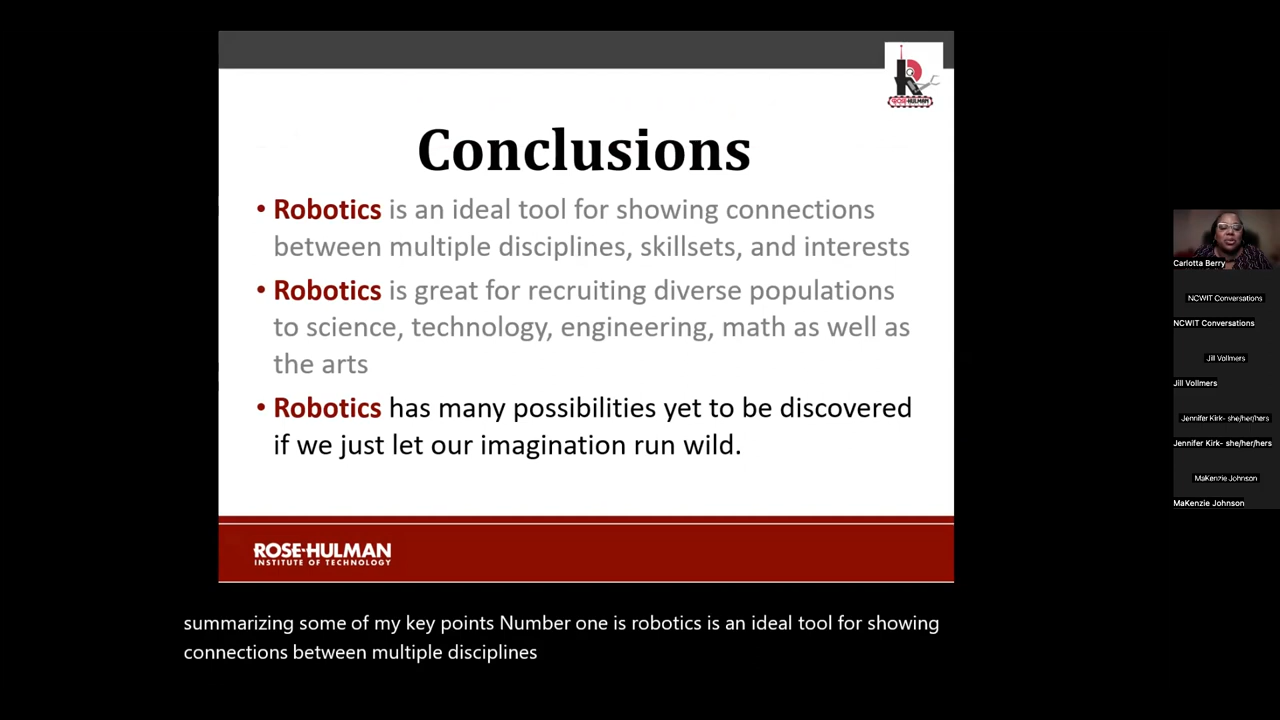 R
ROSE-HULMAN
Conclusions
• Robotics is an ideal tool for showing connections
between multiple disciplines, skillsets, and interests
• Robotics is great for recruiting diverse populations
to science, technology, engineering, math as well as
the arts
• Robotics has many possibilities yet to be discovered
if we just let our imagination run wild.
ROSE-HULMAN
INSTITUTE OF TECHNOLOGY
summarizing some of my key points Number one is robotics is an ideal tool for showing
connections between multiple disciplines
Carlotta Berry
NCWIT Conversations
NCWIT Conversations
Jill Vollmers
Jill Vollmers
Jennifer Kirk- she/her/hers
Jennifer Kirk- she/her/hers
MaKenzie Johnson
MaKenzie Johnson